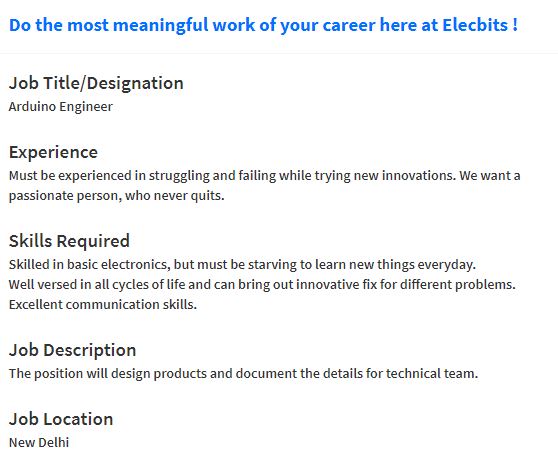 Do the most meaningful work of your career here at Elecbits !
Job Title/Designation
Arduino Engineer
Experience
Must be experienced in struggling and failing while trying new innovations. We want a
passionate person, who never quits.
Skills Required
Skilled in basic electronics, but must be starving to learn new things everyday.
Well versed in all cycles of life and can bring out innovative fix for different problems.
Excellent communication skills.
Job Description
The position will design products and document the details for technical team.
Job Location
New Delhi